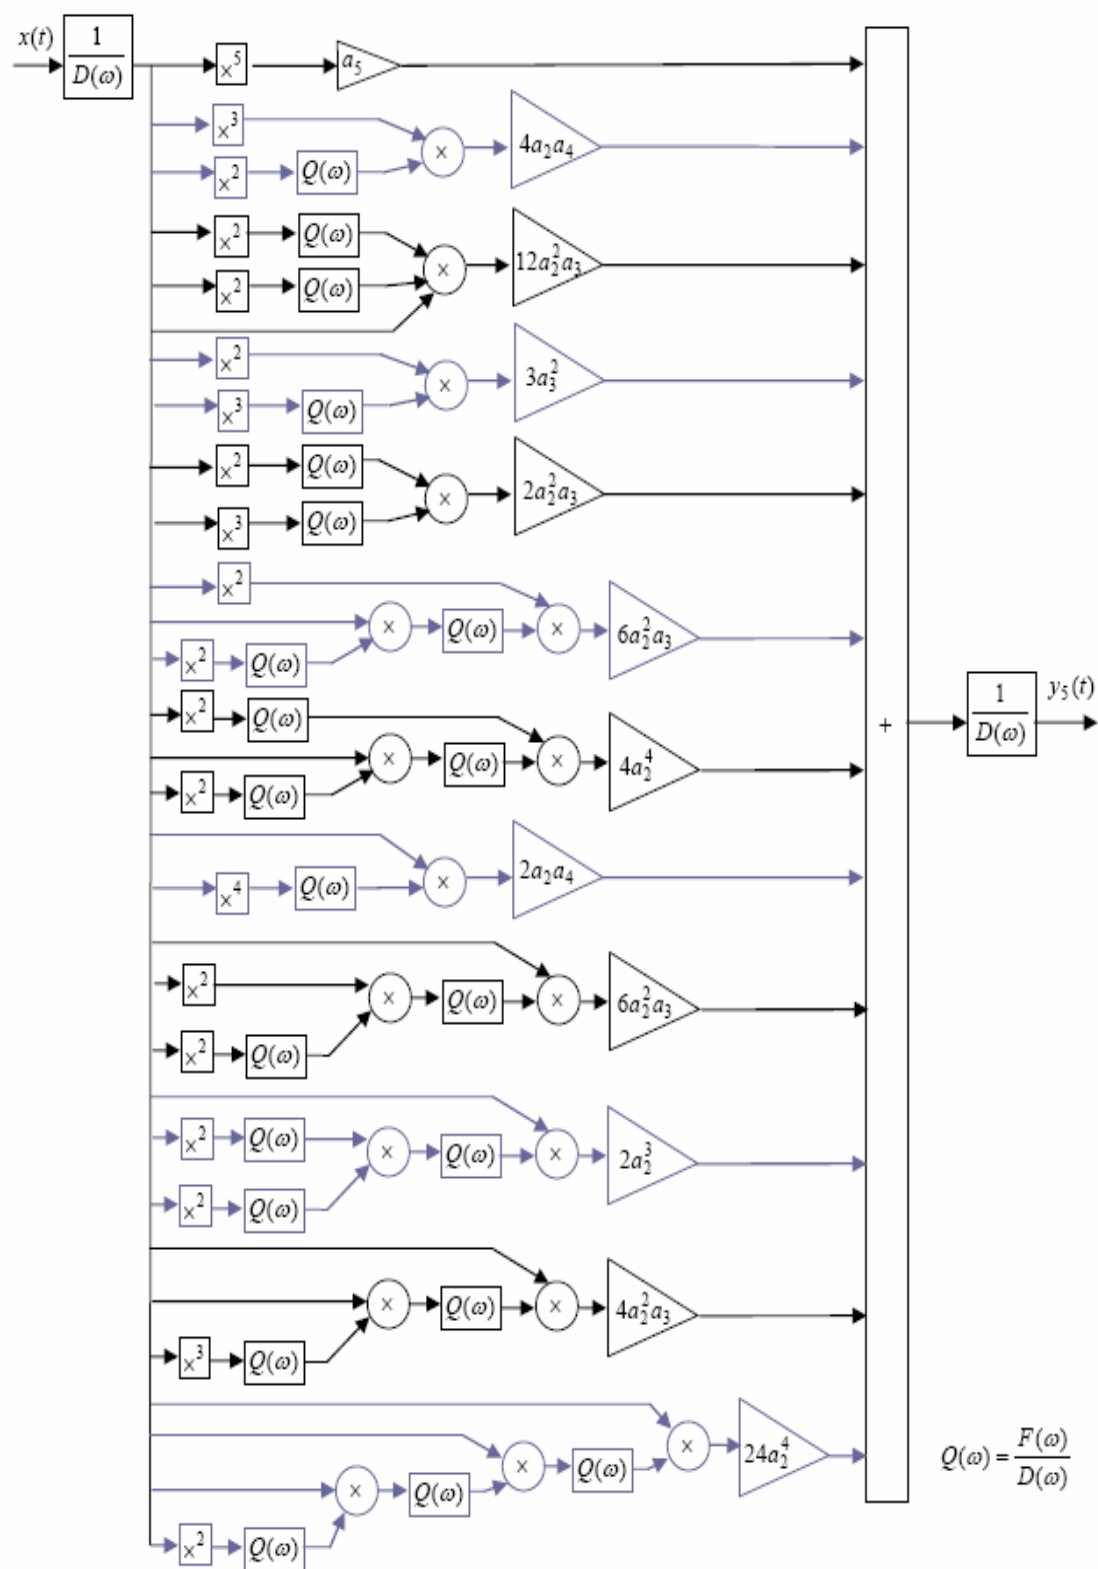 x(t)
1
D(ω)
x⁵
a₅
x³
x²
Q(ω)
×
4a₂a₄
x²
Q(ω)
x²
Q(ω)
×
12a₂²a₃
x²
x³
Q(ω)
×
3a₃²
x²
Q(ω)
x³
Q(ω)
×
2a₂²a₃
x²
×
Q(ω)
×
x²
Q(ω)
6a₂²a₃
x²
Q(ω)
×
Q(ω)
×
x²
Q(ω)
4a₂⁴
+
1
D(ω)
y₅(t)
x⁴
Q(ω)
×
2a₂a₄
x²
×
Q(ω)
×
x²
Q(ω)
6a₂²a₃
x²
Q(ω)
×
Q(ω)
×
x²
Q(ω)
2a₂³
×
Q(ω)
×
x³
Q(ω)
4a₂²a₃
×
Q(ω)
×
Q(ω)
×
x²
Q(ω)
24a₂⁴
Q(ω) = F(ω)
D(ω)